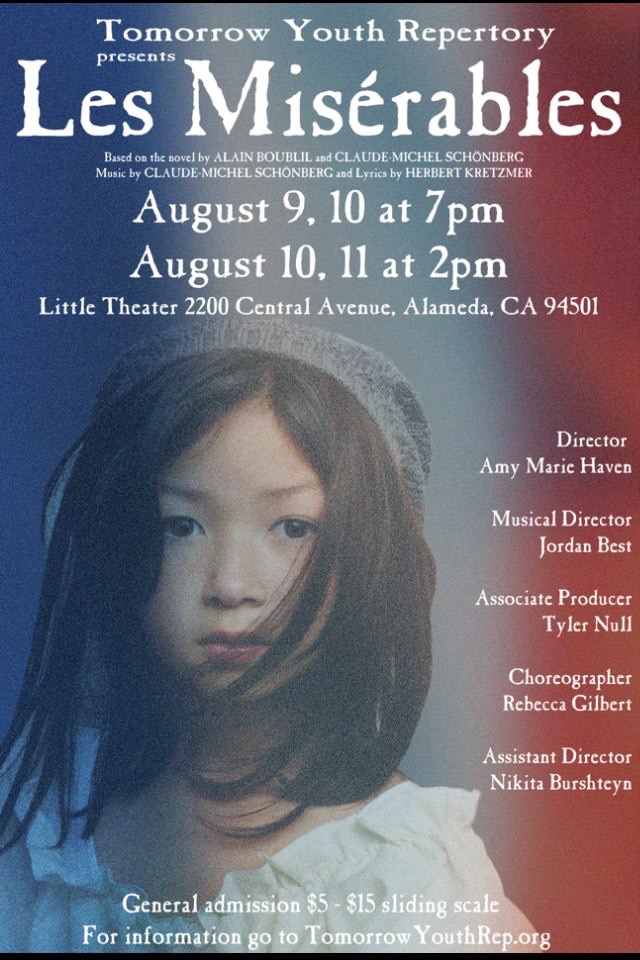 Tomorrow Youth Repertory
presents
Les Misérables
Based on the novel by ALAIN BOUBLIL and CLAUDE-MICHEL SCHÖNBERG
Music by CLAUDE-MICHEL SCHÖNBERG and Lyrics by HERBERT KRETZMER
August 9, 10 at 7pm
August 10, 11 at 2pm
Little Theater 2200 Central Avenue, Alameda, CA 94501
Director
Amy Marie Haven
Musical Director
Jordan Best
Associate Producer
Tyler Null
Choreographer
Rebecca Gilbert
Assistant Director
Nikita Burshteyn
General admission $5 - $15 sliding scale
For information go to TomorrowYouthRep.org